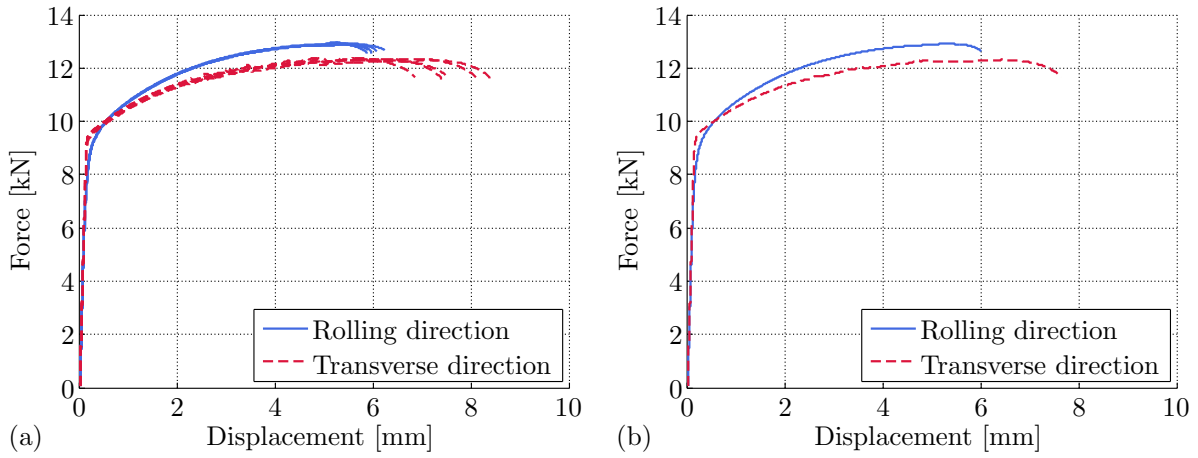 14
12
10
8
6
4
2
0
Force [kN]
Rolling direction
Transverse direction
0 2 4 6 8 10
(a) Displacement [mm]
14
12
10
8
6
4
2
0
Force [kN]
Rolling direction
Transverse direction
0 2 4 6 8 10
(b) Displacement [mm]